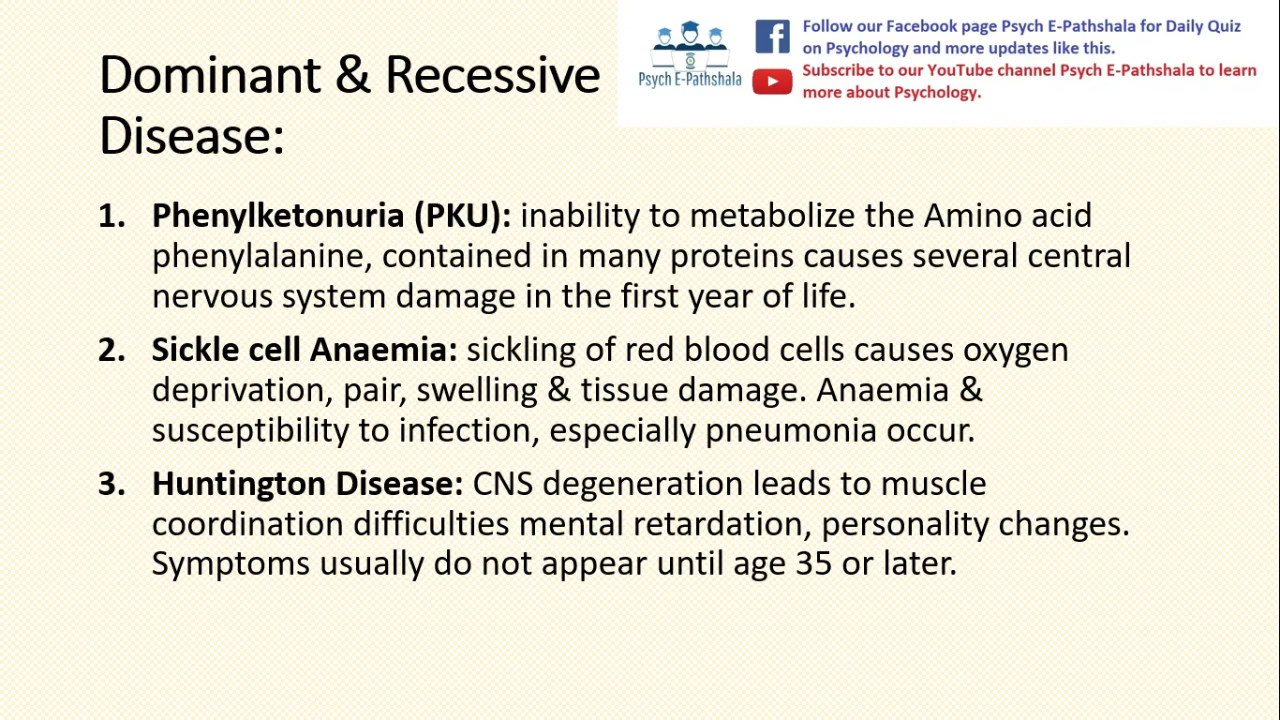 Dominant & Recessive
Disease:
Psych E-Pathshala
Follow our Facebook page Psych E-Pathshala for Daily Quiz
on Psychology and more updates like this.
Subscribe to our YouTube channel Psych E-Pathshala to learn
more about Psychology.
1. Phenylketonuria (PKU): inability to metabolize the Amino acid
phenylalanine, contained in many proteins causes several central
nervous system damage in the first year of life.
2. Sickle cell Anaemia: sickling of red blood cells causes oxygen
deprivation, pair, swelling & tissue damage. Anaemia &
susceptibility to infection, especially pneumonia occur.
3. Huntington Disease: CNS degeneration leads to muscle
coordination difficulties mental retardation, personality changes.
Symptoms usually do not appear until age 35 or later.